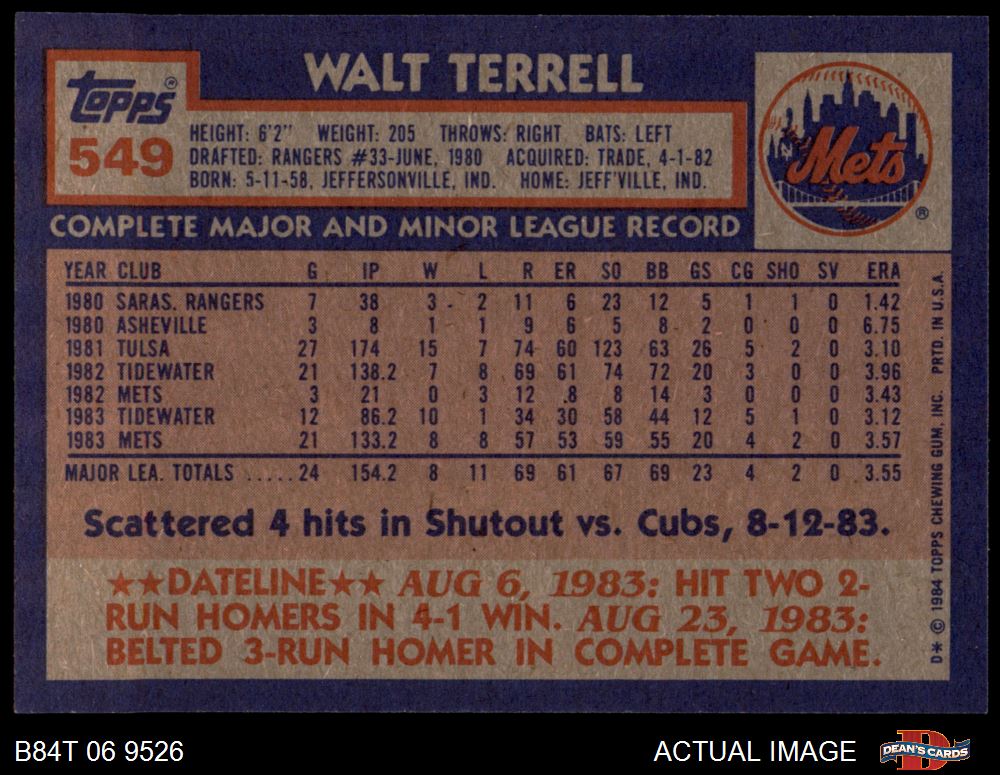 WALT TERRELL
Topps®
549
HEIGHT: 6'2" WEIGHT: 205 THROWS: RIGHT BATS: LEFT
DRAFTED: RANGERS #33-JUNE, 1980 ACQUIRED: TRADE, 4-1-82
BORN: 5-11-58, JEFFERSONVILLE, IND. HOME: JEFF'VILLE, IND.
NY
Mets
®
COMPLETE MAJOR AND MINOR LEAGUE RECORD
YEAR CLUB G IP W L R ER SO BB GS CG SHO SV ERA
1980 SARAS. RANGERS 7 38 3 2 11 6 23 12 5 1 1 0 1.42
1980 ASHEVILLE 3 8 1 1 9 6 5 8 2 0 0 0 6.75
1981 TULSA 27 174 15 7 74 60 123 63 26 5 2 0 3.10
1982 TIDEWATER 21 138.2 7 8 69 61 74 72 20 3 0 0 3.96
1982 METS 3 21 0 3 12 8 8 14 3 0 0 0 3.43
1983 TIDEWATER 12 86.2 10 1 34 30 58 44 12 5 1 0 3.12
1983 METS 21 133.2 8 8 57 53 59 55 20 4 2 0 3.57
MAJOR LEA. TOTALS ..... 24 154.2 8 11 69 61 67 69 23 4 2 0 3.55
Scattered 4 hits in Shutout vs. Cubs, 8-12-83.
★★DATELINE★★ AUG 6, 1983: HIT TWO 2-
RUN HOMERS IN 4-1 WIN. AUG 23, 1983:
BELTED 3-RUN HOMER IN COMPLETE GAME.
D* © 1984 TOPPS CHEWING GUM, INC. PRTD. IN U.S.A.
B84T 06 9526
ACTUAL IMAGE
D
DEAN'S CARDS